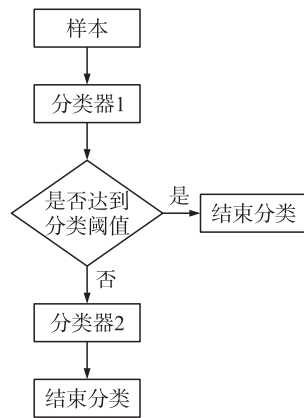 样本
分类器1
是否达到
分类阈值
是
结束分类
否
分类器2
结束分类